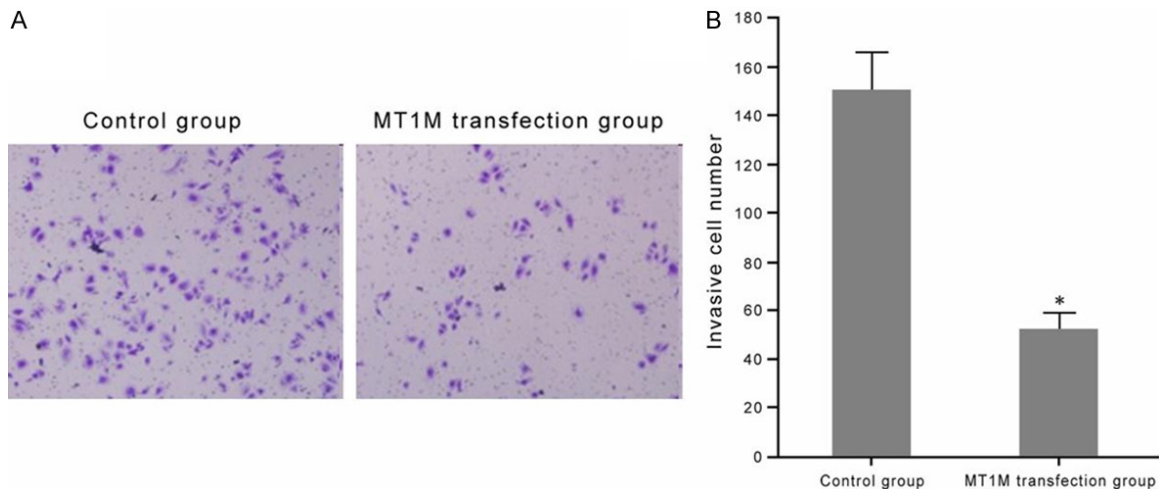 A
Control group
MT1M transfection group
B
Invasive cell number
180
160
140
120
100
80
60
40
20
0
*
Control group
MT1M transfection group